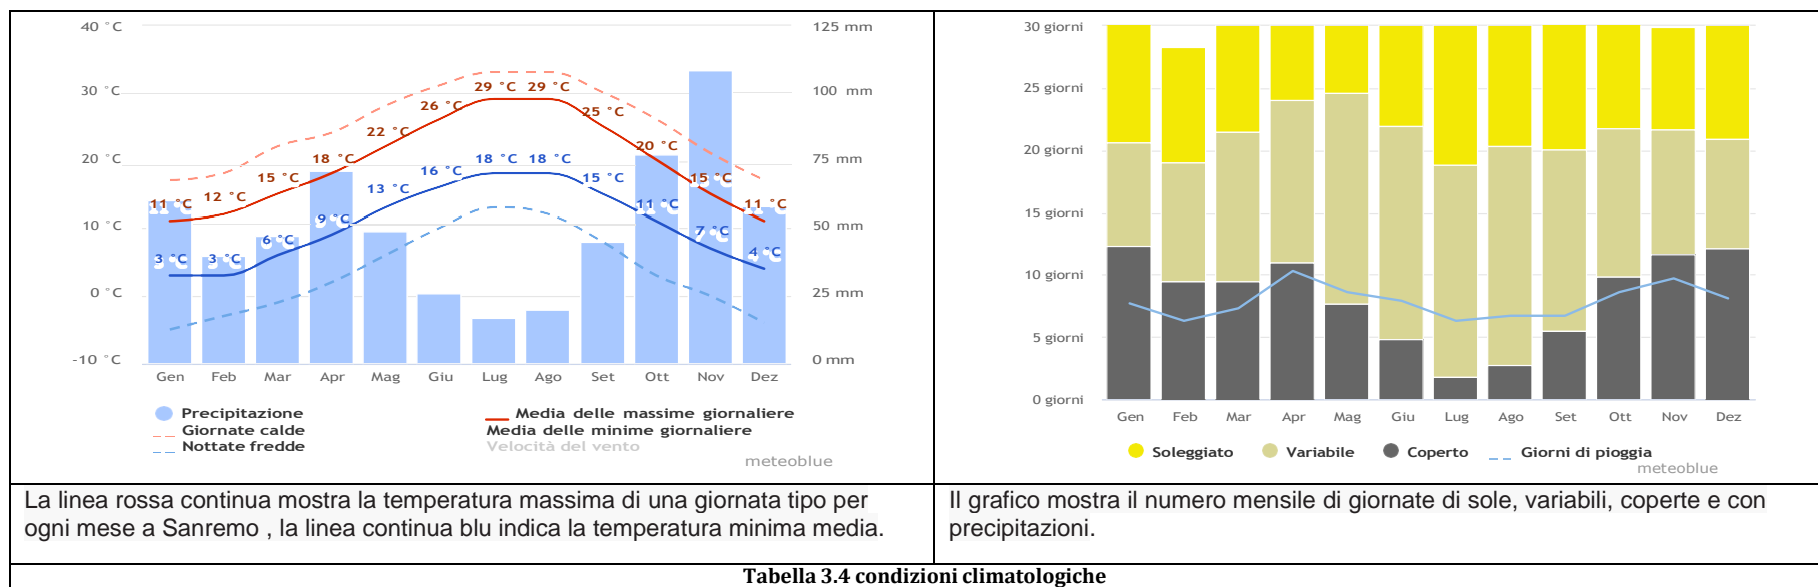 40 °C
30 °C
20 °C
10 °C
0 °C
-10 °C
125 mm
100 mm
75 mm
50 mm
25 mm
0 mm
29 °C 29 °C
26 °C 25 °C
22 °C
18 °C 20 °C
15 °C 15 °C
11 °C 12 °C 11 °C
18 °C 18 °C
16 °C 15 °C
13 °C
9 °C 11 °C
6 °C 7 °C
3 °C 3 °C 4 °C
Gen Feb Mar Apr Mag Giu Lug Ago Set Ott Nov Dez
Precipitazione Media delle massime giornaliere
Giornate calde Media delle minime giornaliere
Nottate fredde Velocità del vento
meteoblue
30 giorni
25 giorni
20 giorni
15 giorni
10 giorni
5 giorni
0 giorni
Gen Feb Mar Apr Mag Giu Lug Ago Set Ott Nov Dez
Soleggiato Variabile Coperto Giorni di pioggia
meteoblue
La linea rossa continua mostra la temperatura massima di una giornata tipo per
ogni mese a Sanremo , la linea continua blu indica la temperatura minima media.
Il grafico mostra il numero mensile di giornate di sole, variabili, coperte e con
precipitazioni.
Tabella 3.4 condizioni climatologiche